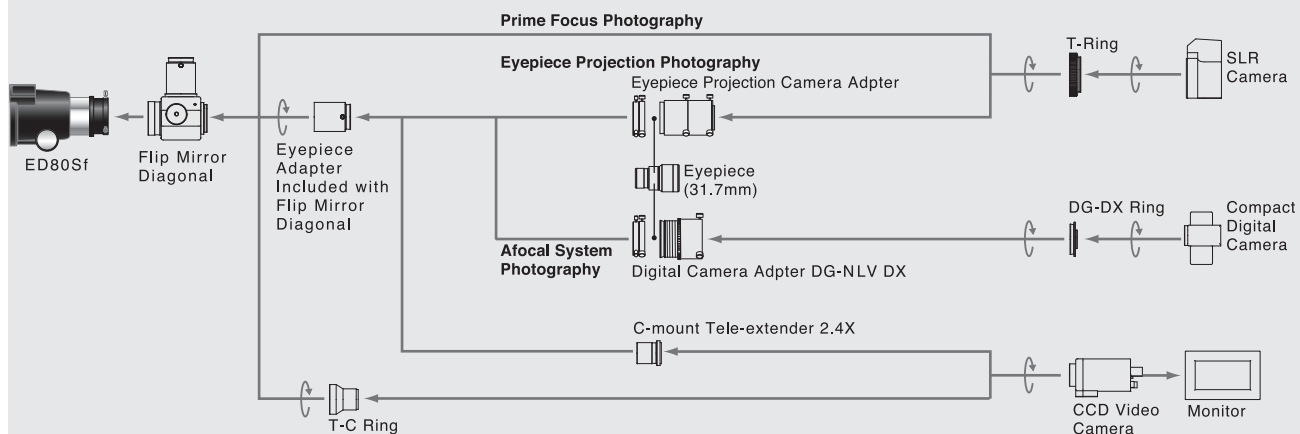 Prime Focus Photography
T-Ring
SLR
Camera
Eyepiece Projection Photography
Eyepiece Projection Camera Adpter
ED80Sf
Flip Mirror
Diagonal
Eyepiece
Adapter
Included with
Flip Mirror
Diagonal
Eyepiece
(31.7mm)
DG-DX Ring
Compact
Digital
Camera
Afocal System
Photography
Digital Camera Adpter DG-NLV DX
C-mount Tele-extender 2.4X
T-C Ring
CCD Video
Camera
Monitor